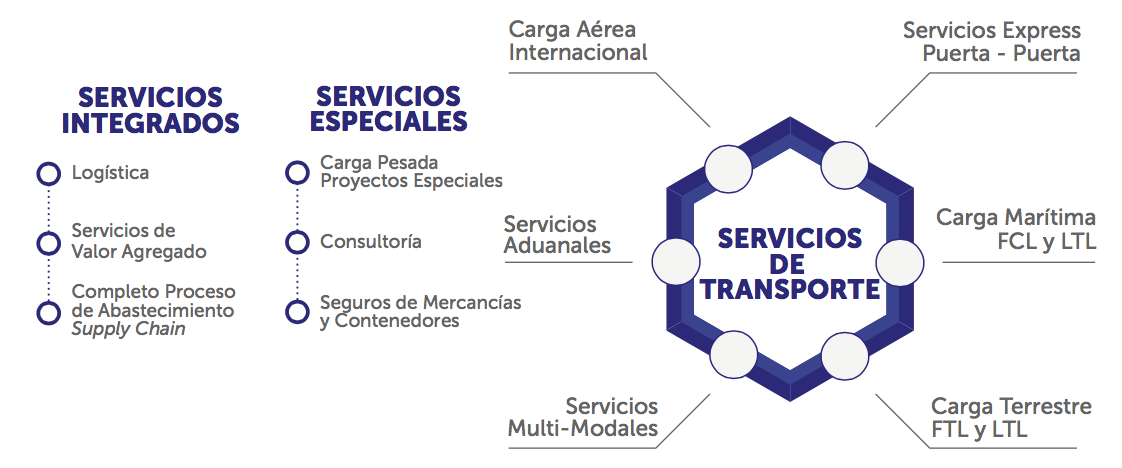 SERVICIOS
INTEGRADOS
Logística
Servicios de
Valor Agregado
Completo Proceso
de Abastecimiento
Supply Chain
SERVICIOS
ESPECIALES
Carga Pesada
Proyectos Especiales
Consultoría
Seguros de Mercancías
y Contenedores
Carga Aérea
Internacional
Servicios Express
Puerta - Puerta
Servicios
Aduanales
SERVICIOS
DE
TRANSPORTE
Carga Marítima
FCL y LTL
Servicios
Multi-Modales
Carga Terrestre
FTL y LTL